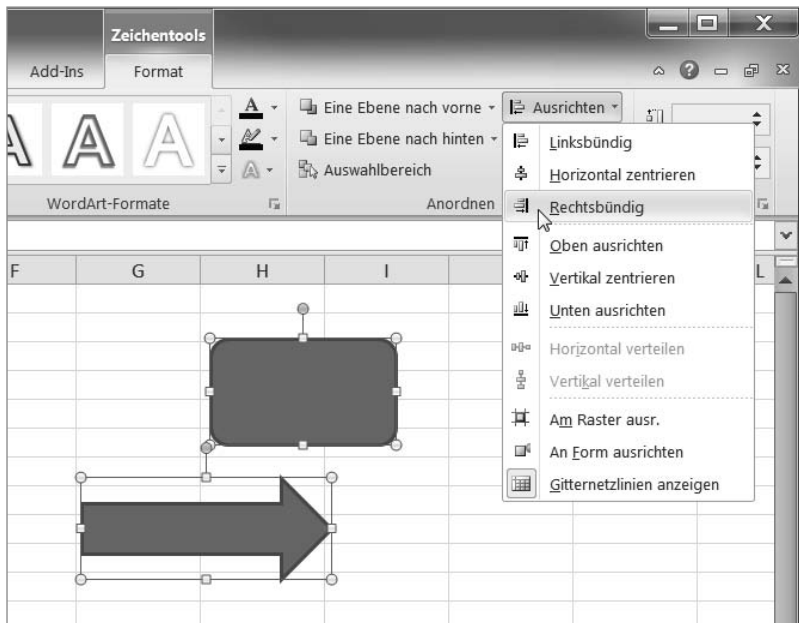 Zeichentools
Add-Ins Format
A A A A Eine Ebene nach vorne Ausrichten
Eine Ebene nach hinten
A Auswahlbereich
WordArt-Formate Anordnen
Linksbündig
Horizontal zentrieren
Rechtsbündig
Oben ausrichten
Vertikal zentrieren
Unten ausrichten
Horizontal verteilen
Vertikal verteilen
Am Raster ausr.
An Form ausrichten
Gitternetzlinien anzeigen
F G H I L